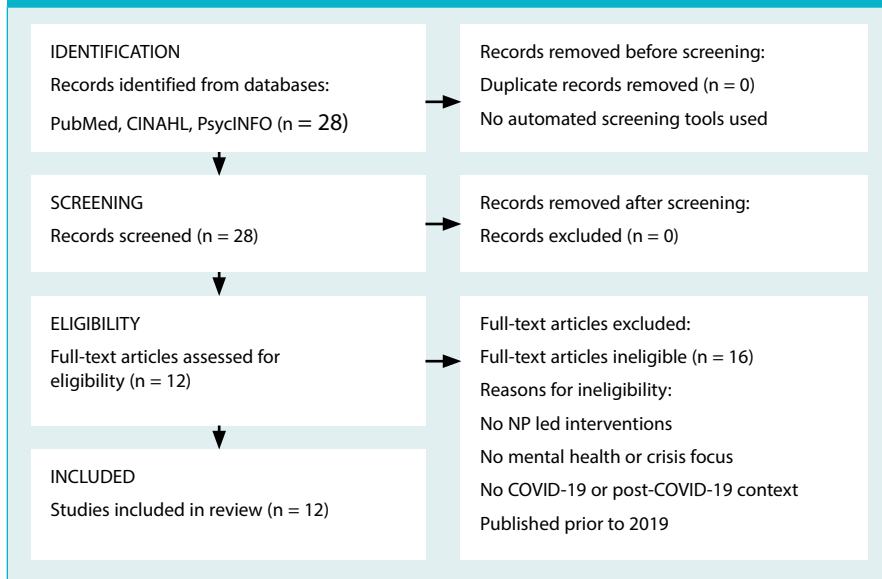 IDENTIFICATION
Records identified from databases:
PubMed, CINAHL, PsycINFO (n = 28)
Records removed before screening:
Duplicate records removed (n = 0)
No automated screening tools used
SCREENING
Records screened (n = 28)
Records removed after screening:
Records excluded (n = 0)
ELIGIBILITY
Full-text articles assessed for
eligibility (n = 12)
Full-text articles excluded:
Full-text articles ineligible (n = 16)
Reasons for ineligibility:
No NP led interventions
No mental health or crisis focus
No COVID-19 or post-COVID-19 context
Published prior to 2019
INCLUDED
Studies included in review (n = 12)